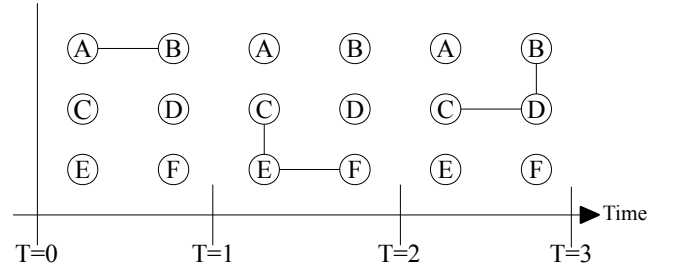 A B A B A B
C D C D C D
E F E F E F
Time
T=0 T=1 T=2 T=3